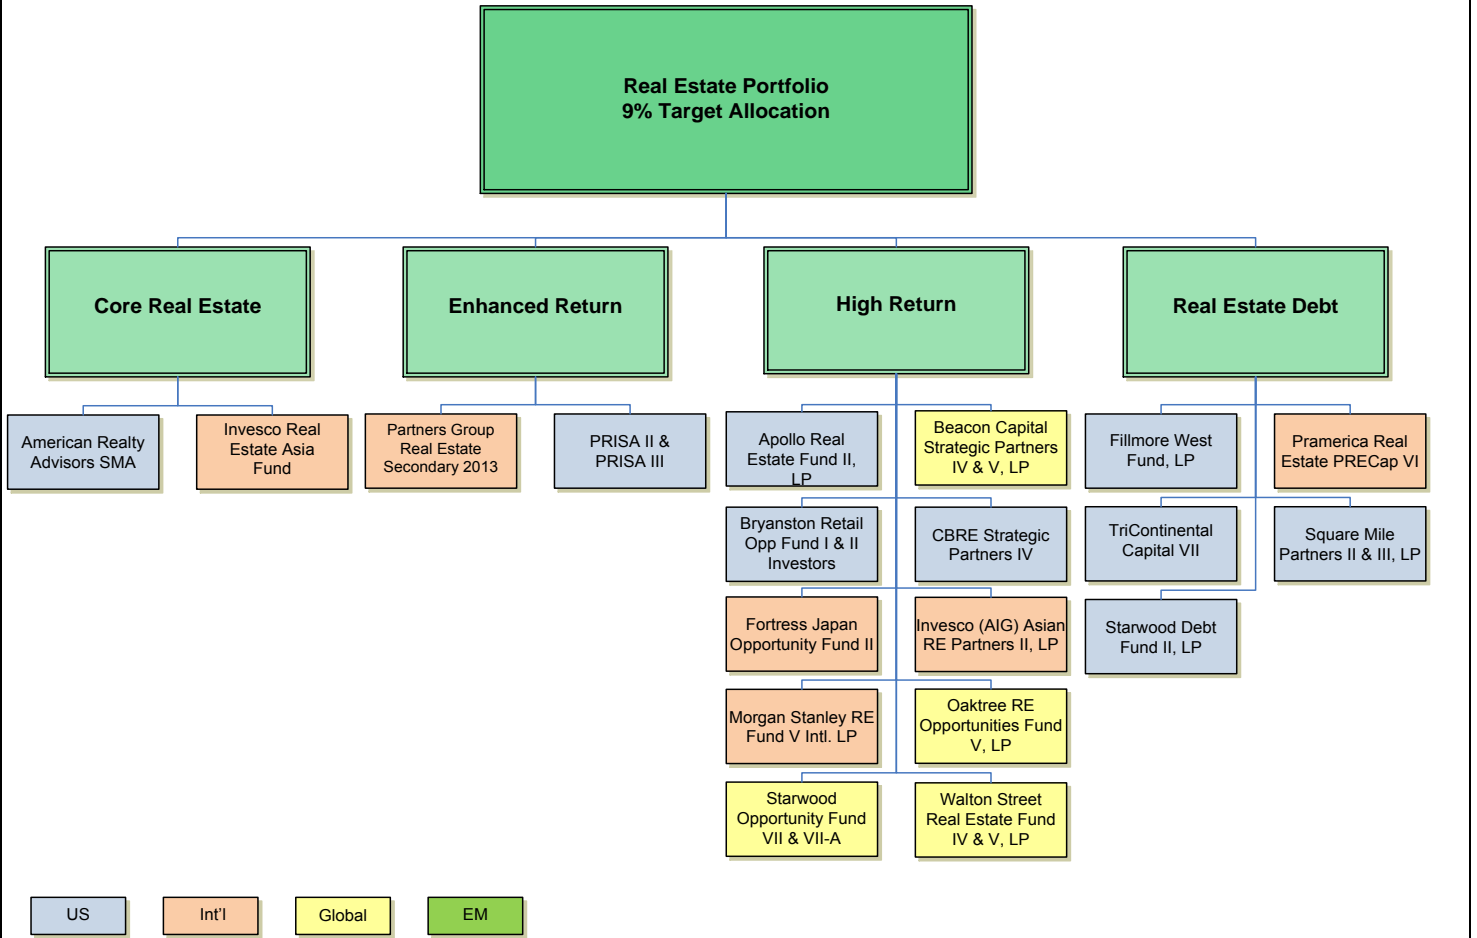 Real Estate Portfolio
9% Target Allocation
Core Real Estate
Enhanced Return
High Return
Real Estate Debt
American Realty
Advisors SMA
Invesco Real
Estate Asia
Fund
Partners Group
Real Estate
Secondary 2013
PRISA II &
PRISA III
Apollo Real
Estate Fund II,
LP
Beacon Capital
Strategic Partners
IV & V, LP
Fillmore West
Fund, LP
Pramerica Real
Estate PRECap VI
Bryanston Retail
Opp Fund I & II
Investors
CBRE Strategic
Partners IV
TriContinental
Capital VII
Square Mile
Partners II & III, LP
Fortress Japan
Opportunity Fund II
Invesco (AIG) Asian
RE Partners II, LP
Starwood Debt
Fund II, LP
Morgan Stanley RE
Fund V Intl. LP
Oaktree RE
Opportunities Fund
V, LP
Starwood
Opportunity Fund
VII & VII-A
Walton Street
Real Estate Fund
IV & V, LP
US
Int'l
Global
EM